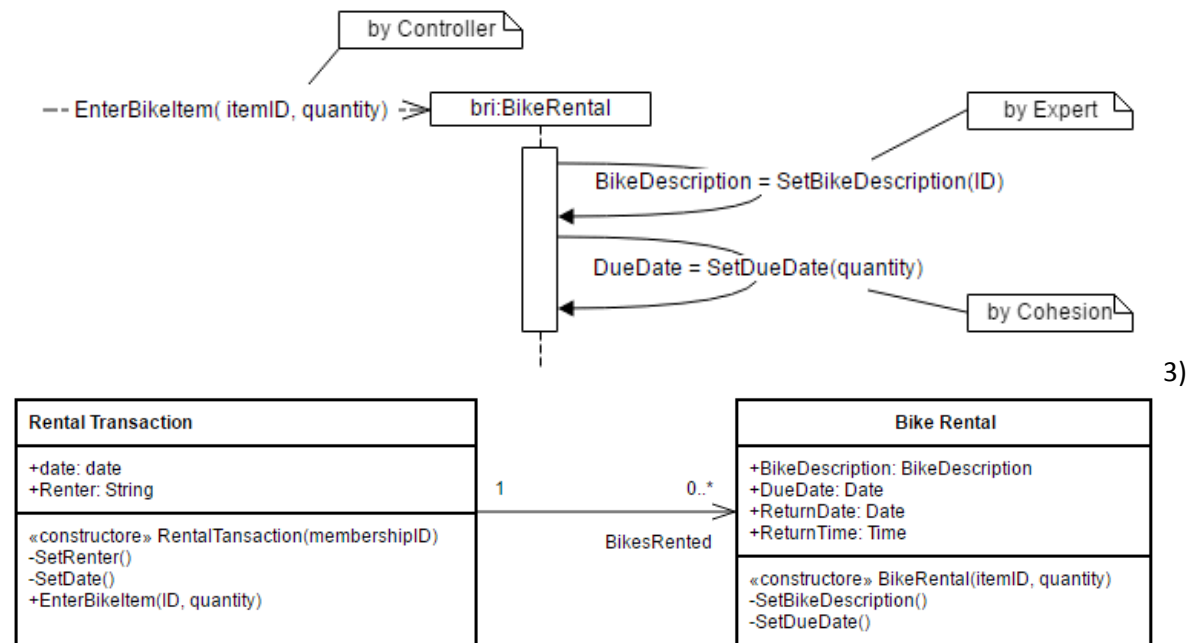 by Controller
-- EnterBikeItem( itemID, quantity) ->
bri:BikeRental
by Expert
BikeDescription = SetBikeDescription(ID)
DueDate = SetDueDate(quantity)
by Cohesion
3)
Rental Transaction
+date: date
+Renter: String
«constructore» RentalTansaction(membershipID)
-SetRenter()
-SetDate()
+EnterBikeItem(ID, quantity)
1
0..*
BikesRented
Bike Rental
+BikeDescription: BikeDescription
+DueDate: Date
+ReturnDate: Date
+ReturnTime: Time
«constructore» BikeRental(itemID, quantity)
-SetBikeDescription()
-SetDueDate()